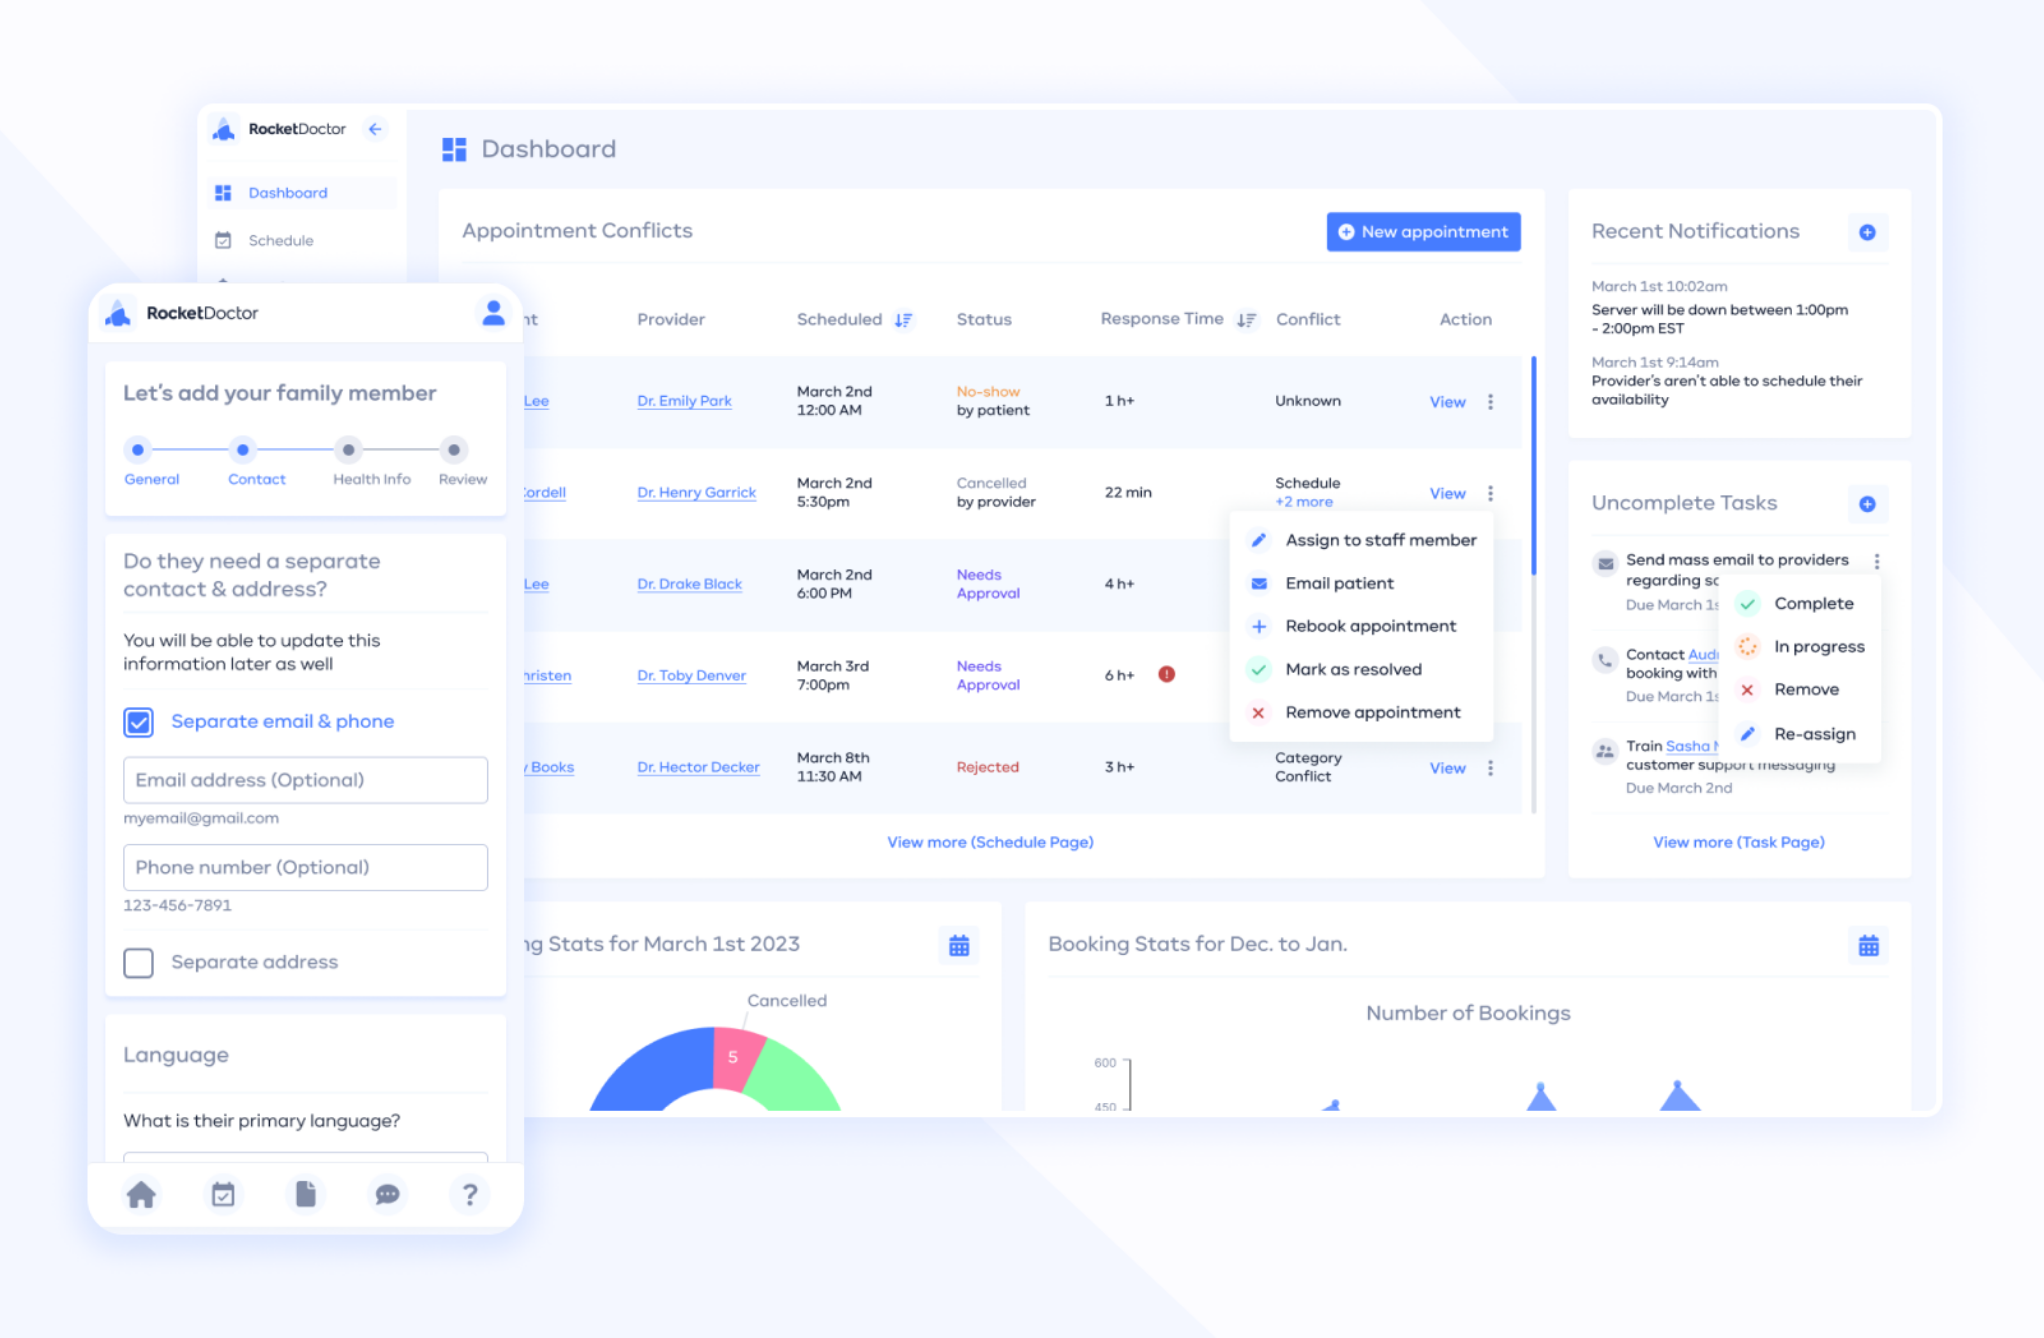 RocketDoctor
Dashboard
Schedule
Dashboard
Appointment Conflicts
New appointment
Provider
Scheduled
Status
Response Time
Conflict
Action
Lee
Dr. Emily Park
March 2nd
12:00 AM
No-show
by patient
1 h+
Unknown
View
Cordell
Dr. Henry Garrick
March 2nd
5:30pm
Cancelled
by provider
22 min
Schedule
+2 more
View
Lee
Dr. Drake Black
March 2nd
6:00 PM
Needs
Approval
4 h+
Dr. Toby Denver
March 3rd
7:00pm
Needs
Approval
6 h+
Books
Dr. Hector Decker
March 8th
11:30 AM
Rejected
3 h+
Category
Conflict
View
Assign to staff member
Email patient
Rebook appointment
Mark as resolved
Remove appointment
View more (Schedule Page)
Recent Notifications
March 1st 10:02am
Server will be down between 1:00pm
- 2:00pm EST
March 1st 9:14am
Provider's aren't able to schedule their
availability
Uncomplete Tasks
Send mass email to providers
regarding
Due March
Contact
booking with
Due March
Train Sasha
customer support messaging
Due March 2nd
Complete
In progress
Remove
Re-assign
View more (Task Page)
Stats for March 1st 2023
Cancelled
5
Booking Stats for Dec. to Jan.
Number of Bookings
600
450
RocketDoctor
Let's add your family member
General
Contact
Health Info
Review
Do they need a separate
contact & address?
You will be able to update this
information later as well
Separate email & phone
Email address (Optional)
myemail@gmail.com
Phone number (Optional)
123-456-7891
Separate address
Language
What is their primary language?
?